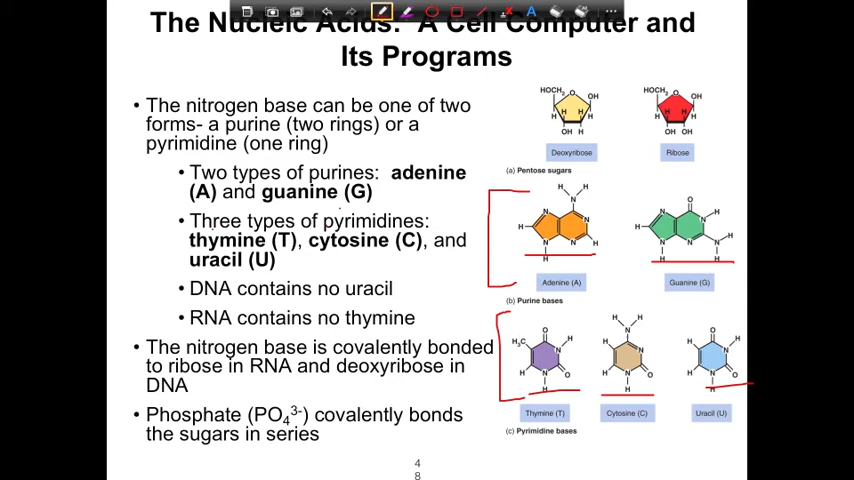 The Nucleic Acids: A Cell Computer and
Its Programs
• The nitrogen base can be one of two
forms- a purine (two rings) or a
pyrimidine (one ring)
• Two types of purines: adenine
(A) and guanine (G)
• Three types of pyrimidines:
thymine (T), cytosine (C), and
uracil (U)
• DNA contains no uracil
• RNA contains no thymine
• The nitrogen base is covalently bonded
to ribose in RNA and deoxyribose in
DNA
• Phosphate (PO₄³⁻) covalently bonds
the sugars in series
HOCH₂ O OH
H H H H
OH H
Deoxyribose
HOCH₂ O OH
H H H H
OH OH
Ribose
(a) Pentose sugars
H H
N
N N
H
N N H
H
Adenine (A)
O
N N H
H
N N N H
H H
Guanine (G)
(b) Purine bases
O
H₃C N H
H N O
H
Thymine (T)
H H
N
H N
H N O
H
Cytosine (C)
O
H N H
H N O
H
Uracil (U)
(c) Pyrimidine bases
4
8